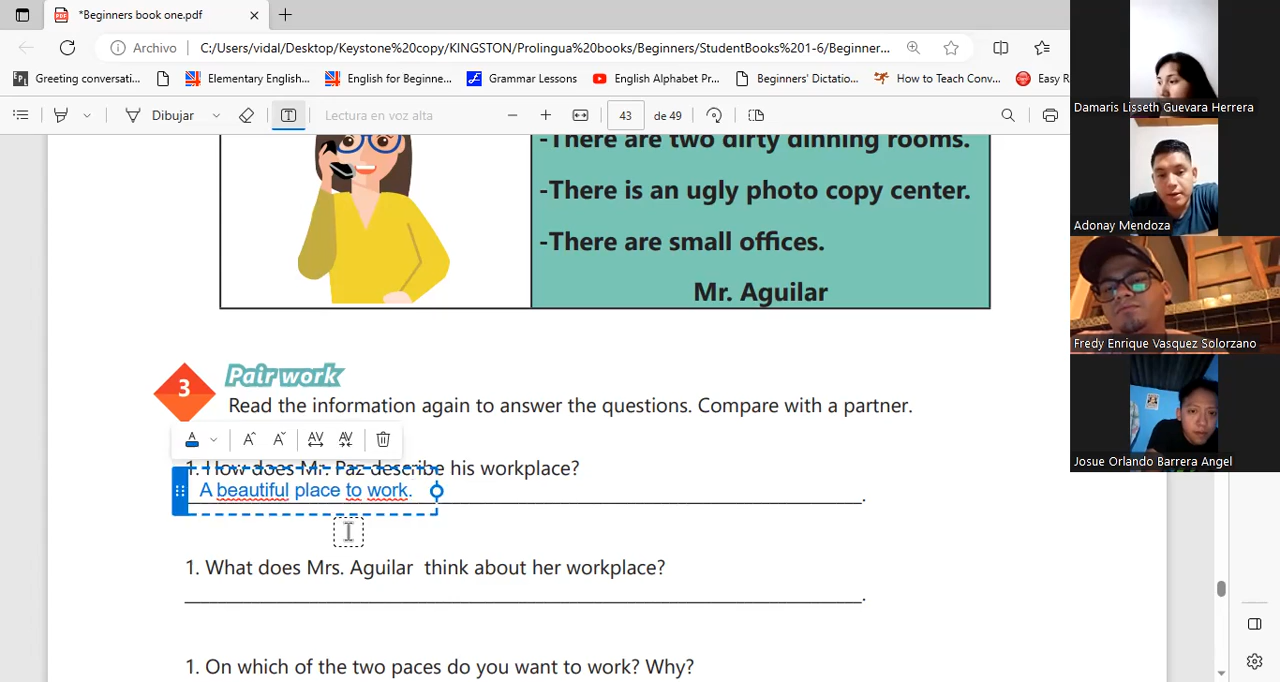 *Beginners book one.pdf
Archivo
C:/Users/vidal/Desktop/Keystone%20copy/KINGSTON/Prolingua%20books/Beginners/StudentBooks%201-6/Beginner...
Greeting conversati...
Elementary English...
English for Beginne...
Grammar Lessons
English Alphabet Pr...
Beginners' Dictatio...
How to Teach Conv...
Easy R
Dibujar
Lectura en voz alta
43
de 49
-There are two dirty dinning rooms.
-There is an ugly photo copy center.
-There are small offices.
Mr. Aguilar
3
Pair work
Read the information again to answer the questions. Compare with a partner.
1. How does Mr. Paz describe his workplace?
A beautiful place to work.
1. What does Mrs. Aguilar think about her workplace?
1. On which of the two paces do you want to work? Why?
Damaris Lisseth Guevara Herrera
Adonay Mendoza
Fredy Enrique Vasquez Solorzano
Josue Orlando Barrera Angel